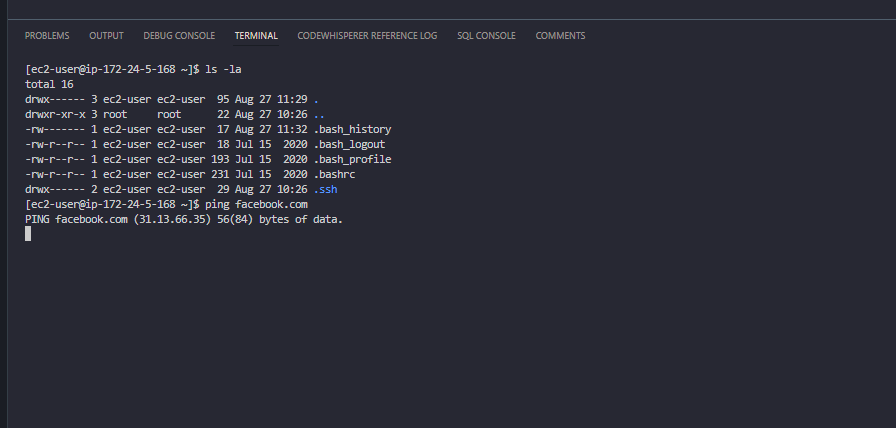 PROBLEMS OUTPUT DEBUG CONSOLE TERMINAL CODEWHISPERER REFERENCE LOG SQL CONSOLE COMMENTS
[ec2-user@ip-172-24-5-168 ~]$ ls -la
total 16
drwx------ 3 ec2-user ec2-user  95 Aug 27 11:29 .
drwxr-xr-x 3 root     root      22 Aug 27 10:26 ..
-rw------- 1 ec2-user ec2-user  17 Aug 27 11:32 .bash_history
-rw-r--r-- 1 ec2-user ec2-user  18 Jul 15  2020 .bash_logout
-rw-r--r-- 1 ec2-user ec2-user 193 Jul 15  2020 .bash_profile
-rw-r--r-- 1 ec2-user ec2-user 231 Jul 15  2020 .bashrc
drwx------ 2 ec2-user ec2-user  29 Aug 27 10:26 .ssh
[ec2-user@ip-172-24-5-168 ~]$ ping facebook.com
PING facebook.com (31.13.66.35) 56(84) bytes of data.